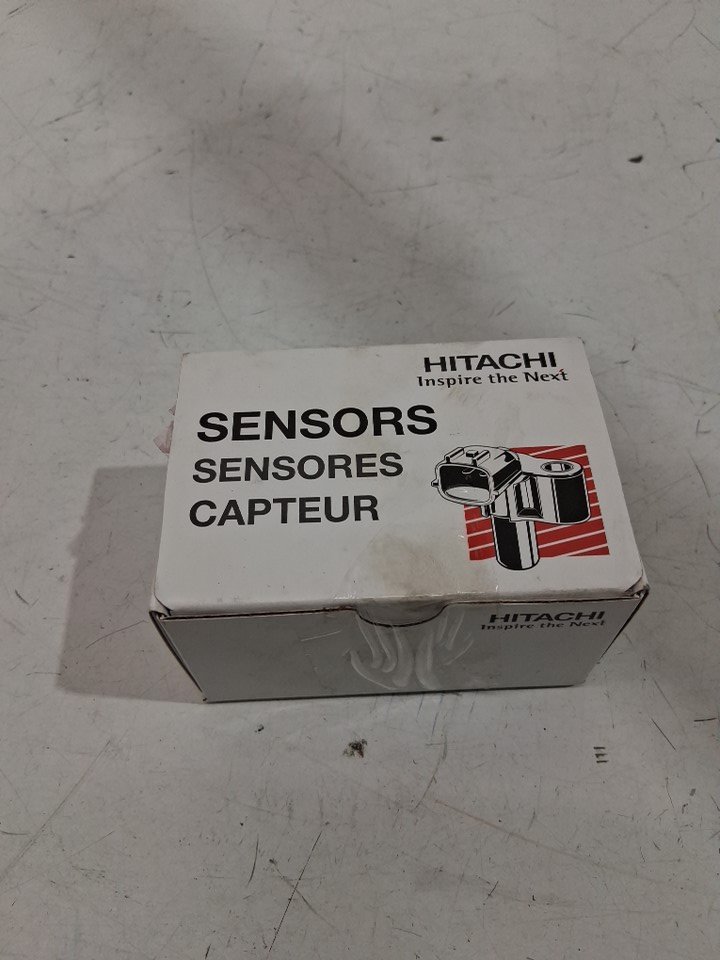 HITACHI
Inspire the Next
SENSORS
SENSORES
CAPTEUR
HITACHI
Inspire the Next